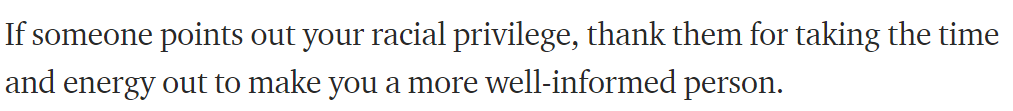 If someone points out your racial privilege, thank them for taking the time
and energy out to make you a more well-informed person.